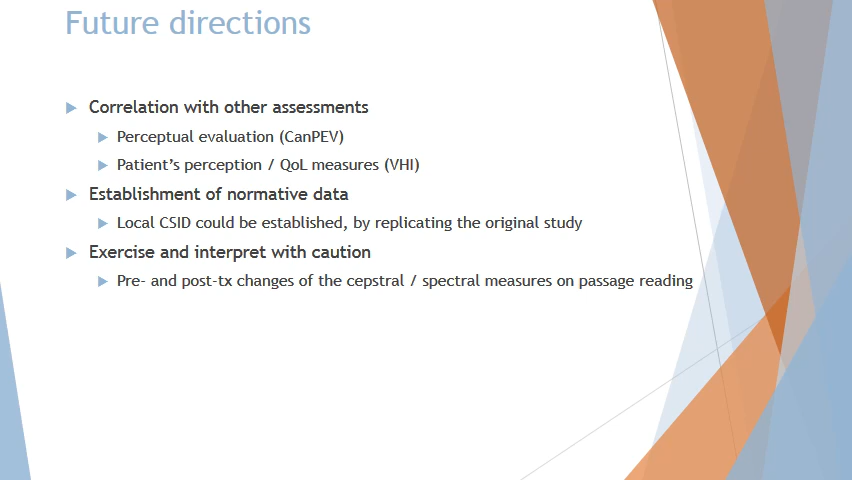 Future directions
Correlation with other assessments
Perceptual evaluation (CanPEV)
Patient's perception / QoL measures (VHI)
Establishment of normative data
Local CSID could be established, by replicating the original study
Exercise and interpret with caution
Pre- and post-tx changes of the cepstral / spectral measures on passage reading